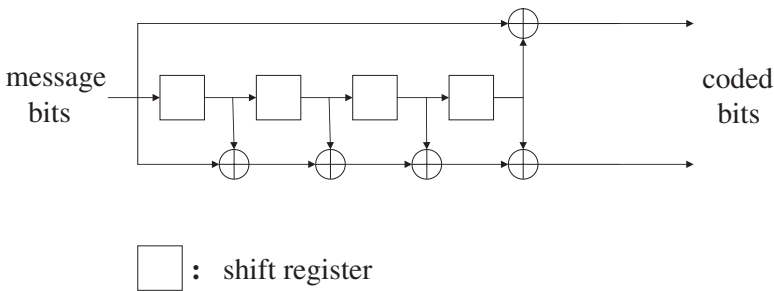 message
bits
coded
bits
: shift register